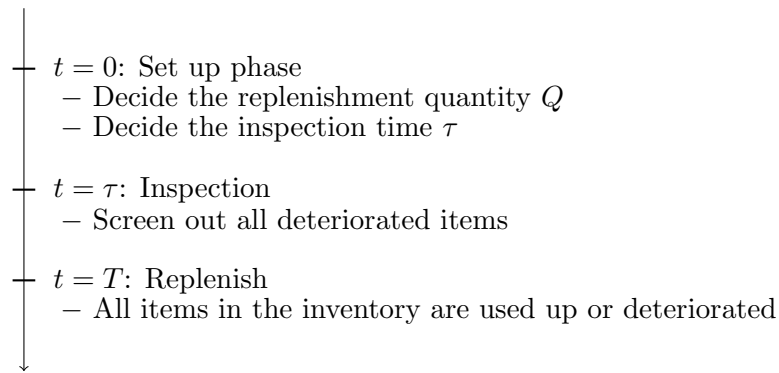 t = 0: Set up phase
– Decide the replenishment quantity Q
– Decide the inspection time τ
t = τ: Inspection
– Screen out all deteriorated items
t = T: Replenish
– All items in the inventory are used up or deteriorated